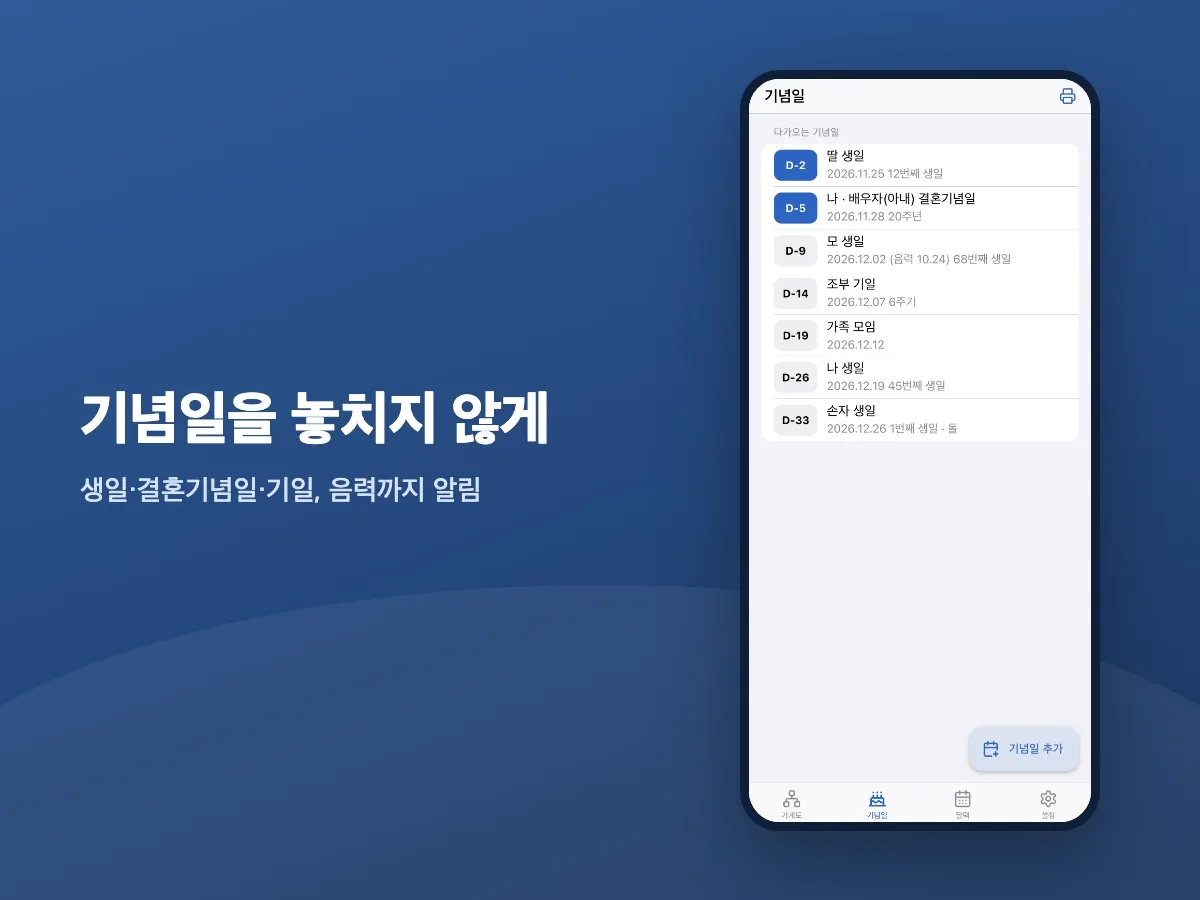 기념일을 놓치지 않게
생일·결혼기념일·기일, 음력까지 알림
기념일
다가오는 기념일
D-2
딸 생일
2026.11.25 12번째 생일
D-5
나 · 배우자(아내) 결혼기념일
2026.11.28 20주년
D-9
모 생일
2026.12.02 (음력 10.24) 68번째 생일
D-14
조부 기일
2026.12.07 6주기
D-19
가족 모임
2026.12.12
D-26
나 생일
2026.12.19 45번째 생일
D-33
손자 생일
2026.12.26 1번째 생일 · 돌
기념일 추가
가계도
기념일
달력
설정